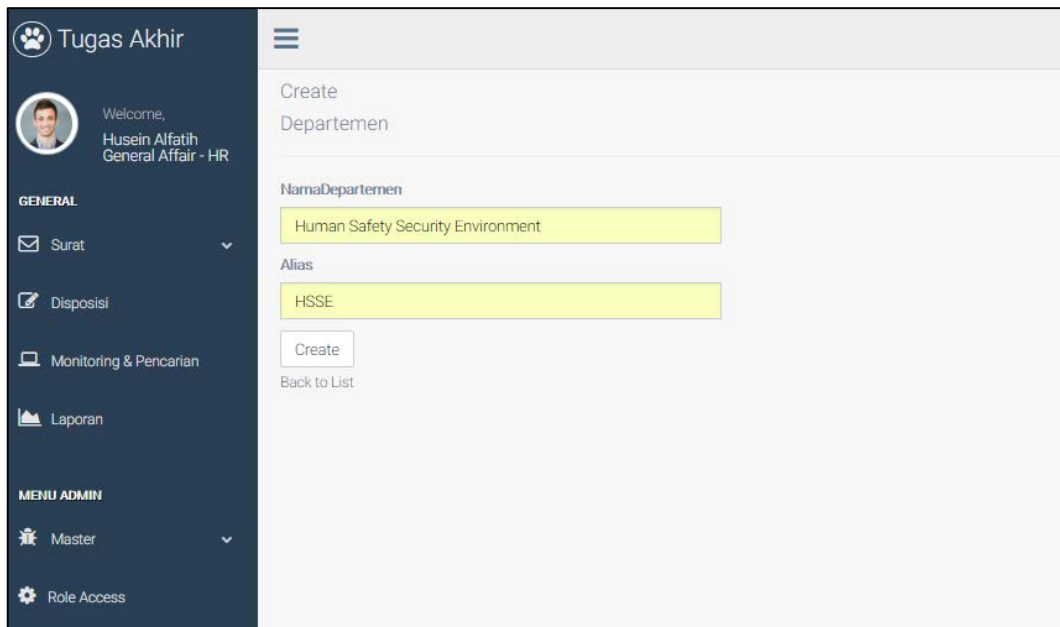 Tugas Akhir
Welcome,
Husein Alfatih
General Affair - HR
GENERAL
Surat
Disposisi
Monitoring & Pencarian
Laporan
MENU ADMIN
Master
Role Access
Create
Departemen
NamaDepartemen
Human Safety Security Environment
Alias
HSSE
Create
Back to List